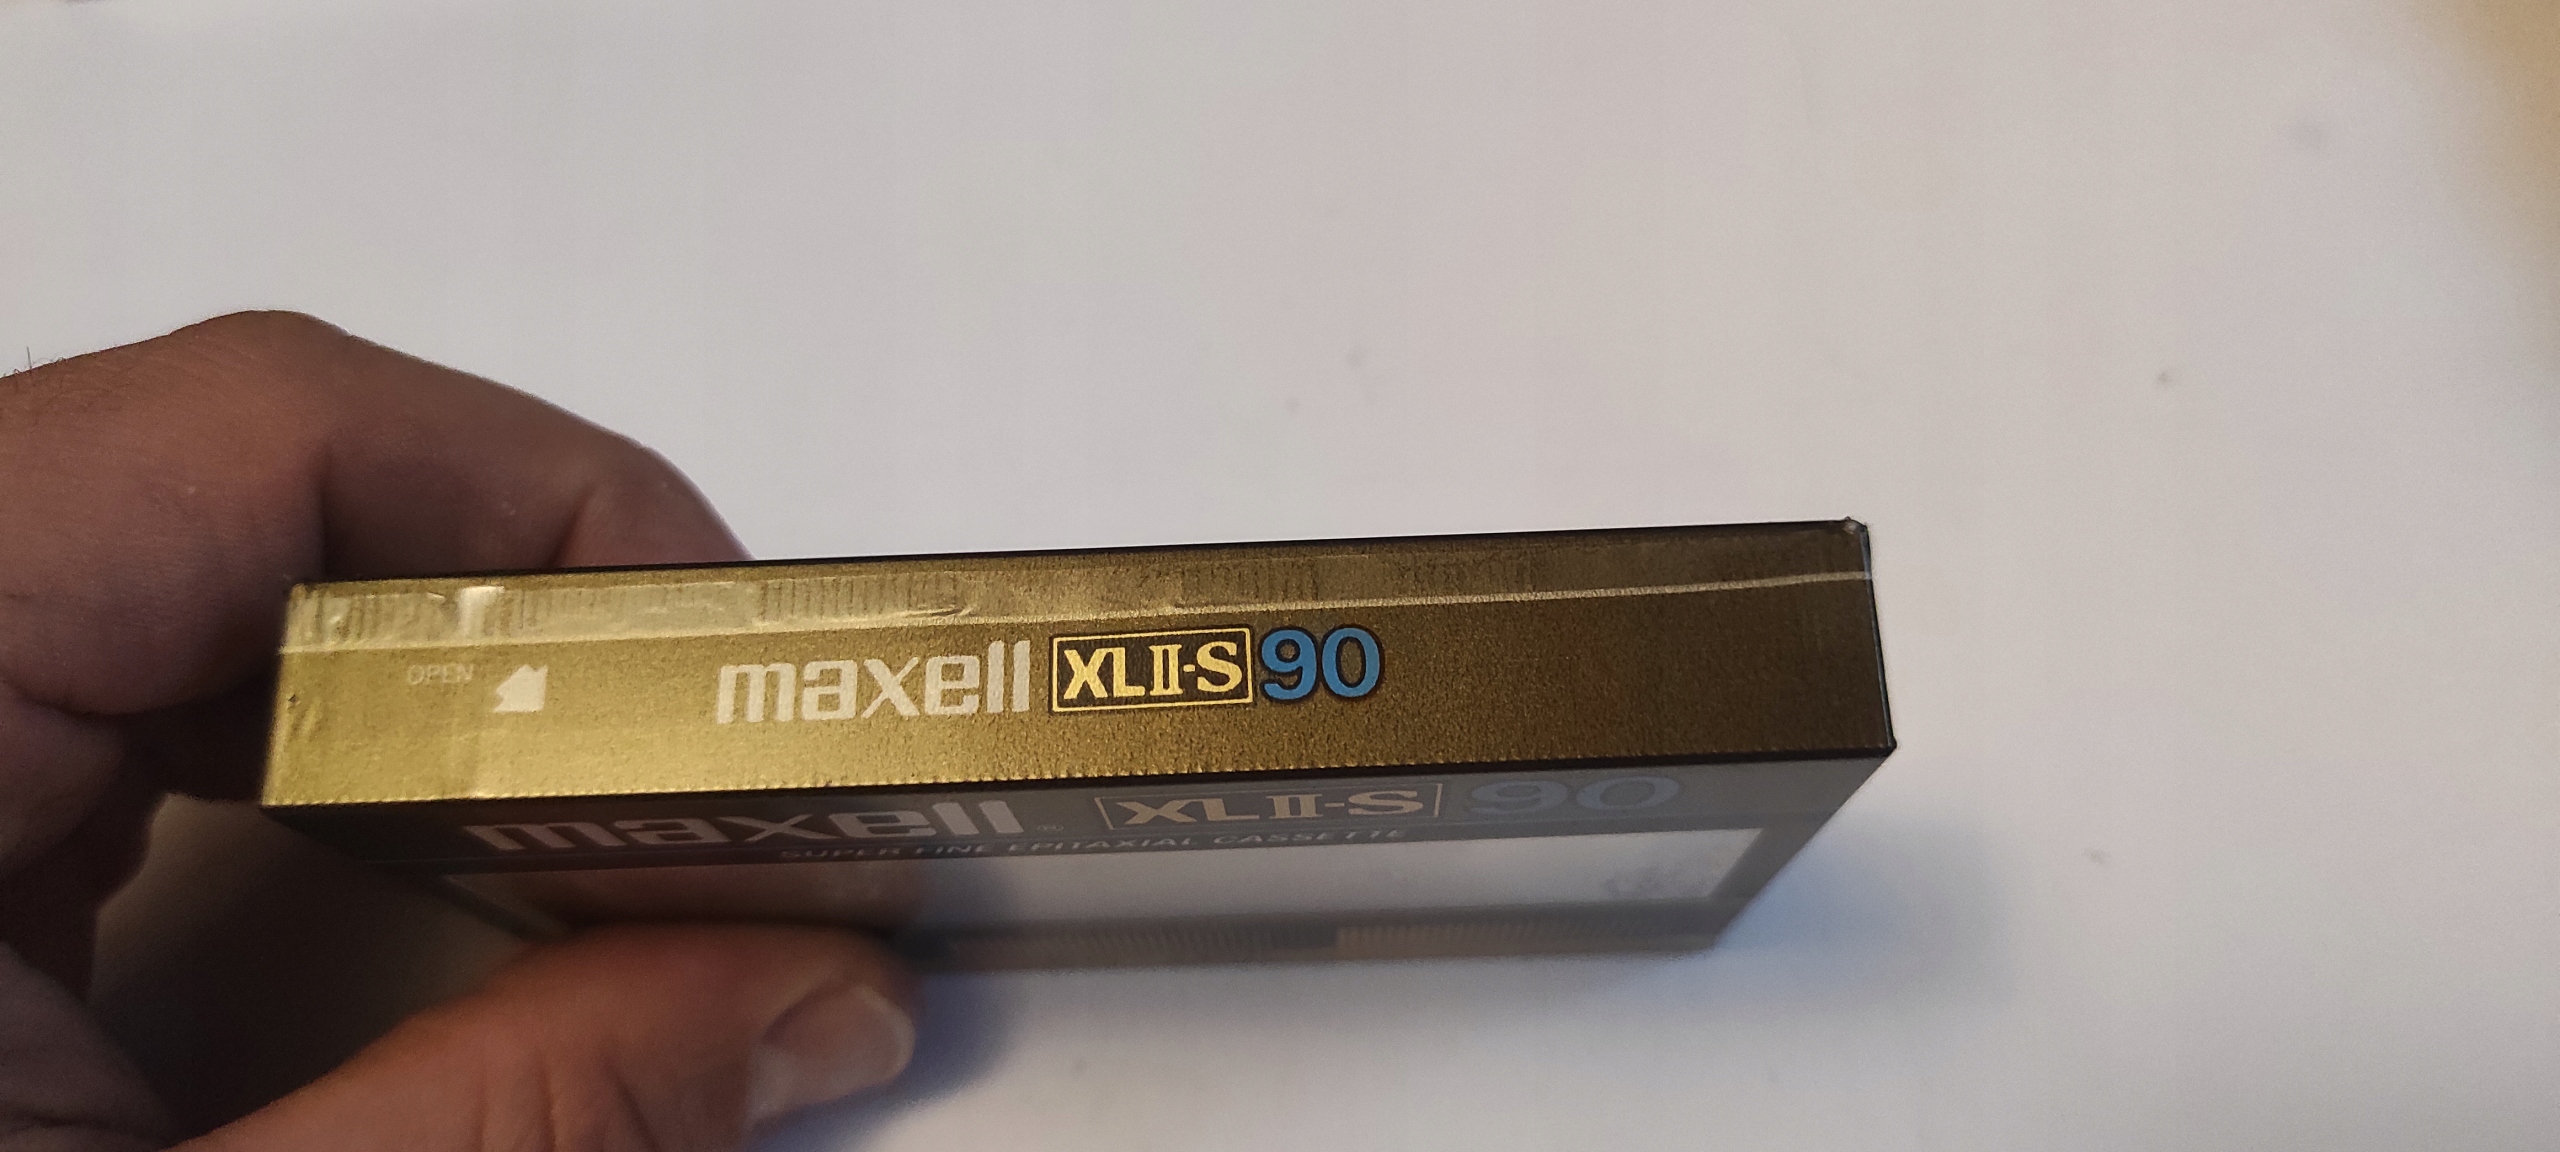 OPEN
maxell XLII-S 90
maxell® XLII-S 90
SUPER FINE EPITAXIAL CASSETTE